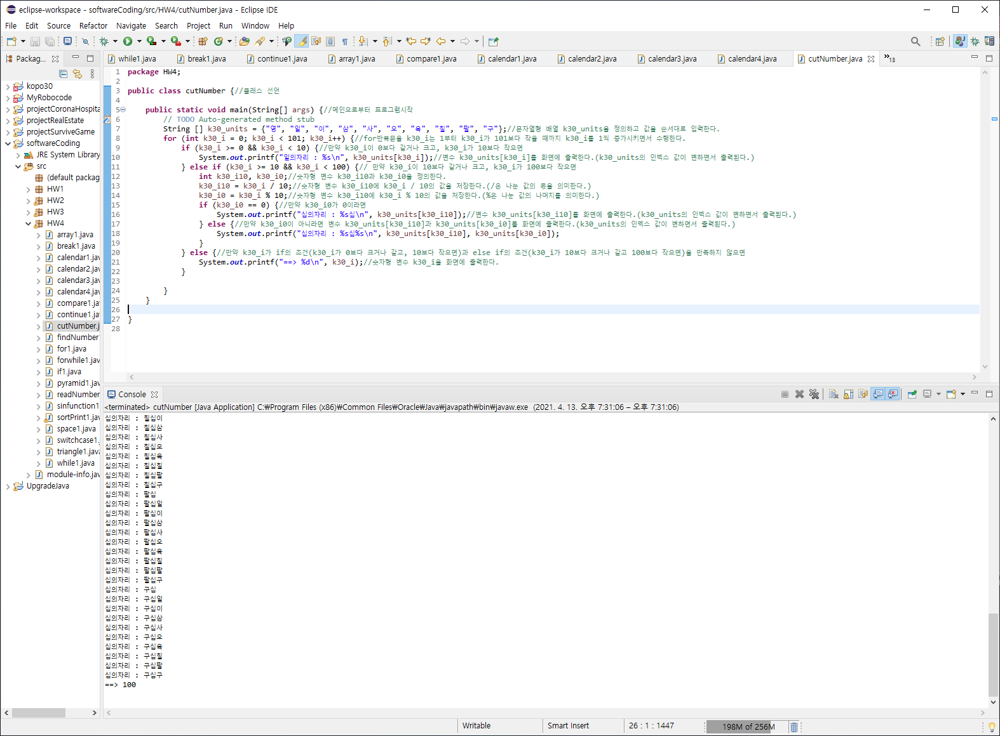 eclipse-workspace - softwareCoding/src/HW4/cutNumber.java - Eclipse IDE
File Edit Source Refactor Navigate Search Project Run Window Help
Packag...
while1.java break1.java continue1.java array1.java compare1.java calendar1.java calendar2.java calendar3.java calendar4.java cutNumber.java »13
kopo30
MyRobocode
projectCoronaHospita
projectRealEstate
projectSurviveGame
softwareCoding
JRE System Library
src
(default packag
HW1
HW2
HW3
HW4
array1.java
break1.java
calendar1.jav
calendar2.jav
calendar3.jav
calendar4.jav
compare1.jav
continue1.jav
cutNumber.j
findNumber
for1.java
forwhile1.jav
if1.java
pyramid1.jav
readNumber
sinfunction1
sortPrint1.jav
space1.java
switchcase1.
triangle1.java
while1.java
module-info.jav
UpgradeJava
1 package HW4;
2
3 public class cutNumber {//클래스 선언
4
5 public static void main(String[] args) {//메인으로부터 프로그램시작
6 // TODO Auto-generated method stub
7 String [] k30_units = {"영", "일", "이", "삼", "사", "오", "육", "칠", "팔", "구"};//문자열형 배열 k30_units을 정의하고 값을 순서대로 입력한다.
8 for (int k30_i = 0; k30_i < 101; k30_i++) {//for반복문을 k30_i는 1부터 k30_i가 101보다 작을 때까지 k30_i를 1씩 증가시키면서 수행한다.
9 if (k30_i >= 0 && k30_i < 10) {//만약 k30_i이 0보다 같거나 크고, k30_i가 10보다 작으면
10 System.out.printf("일의자리 : %s\n", k30_units[k30_i]);//변수 k30_units[k30_i]를 화면에 출력한다.(k30_units의 인덱스 값이 변하면서 출력된다.)
11 } else if (k30_i >= 10 && k30_i < 100) {// 만약 k30_i이 10보다 같거나 크고, k30_i가 100보다 작으면
12 int k30_i10, k30_i0;//숫자형 변수 k30_i10과 k30_i0을 정의한다.
13 k30_i10 = k30_i / 10;//숫자형 변수 k30_i10에 k30_i / 10의 값을 저장한다.(/은 나눈 값의 몫을 의미한다.)
14 k30_i0 = k30_i % 10;//숫자형 변수 k30_i10에 k30_i % 10의 값을 저장한다.(%은 나눈 값의 나머지를 의미한다.)
15 if (k30_i0 == 0) {//만약 k30_i0가 0이라면
16 System.out.printf("십의자리 : %s십\n", k30_units[k30_i10]);//변수 k30_units[k30_i10]를 화면에 출력한다.(k30_units의 인덱스 값이 변하면서 출력된다.)
17 } else {//만약 k30_i0이 아니라면 변수 k30_units[k30_i10]과 k30_units[k30_i0]를 화면에 출력한다.(k30_units의 인덱스 값이 변하면서 출력된다.)
18 System.out.printf("십의자리 : %s십%s\n", k30_units[k30_i10], k30_units[k30_i0]);
19 }
20 } else {//만약 k30_i가 if의 조건(k30_i가 0보다 크거나 같고, 10보다 작으면)과 else if의 조건(k30_i가 10보다 크거나 같고 100보다 작으면)을 만족하지 않으면
21 System.out.printf("==> %d\n", k30_i);//숫자형 변수 k30_i을 화면에 출력한다.
22 }
23
24 }
25 }
26
27 }
28
Console
<terminated> cutNumber [Java Application] C:₩Program Files (x86)₩Common Files₩Oracle₩Java₩javapath₩bin₩javaw.exe (2021. 4. 13. 오후 7:31:06 – 오후 7:31:06)
십의자리 : 칠십이
십의자리 : 칠십삼
십의자리 : 칠십사
십의자리 : 칠십오
십의자리 : 칠십육
십의자리 : 칠십칠
십의자리 : 칠십팔
십의자리 : 칠십구
십의자리 : 팔십
십의자리 : 팔십일
십의자리 : 팔십이
십의자리 : 팔십삼
십의자리 : 팔십사
십의자리 : 팔십오
십의자리 : 팔십육
십의자리 : 팔십칠
십의자리 : 팔십팔
십의자리 : 팔십구
십의자리 : 구십
십의자리 : 구십일
십의자리 : 구십이
십의자리 : 구십삼
십의자리 : 구십사
십의자리 : 구십오
십의자리 : 구십육
십의자리 : 구십칠
십의자리 : 구십팔
십의자리 : 구십구
==> 100
Writable Smart Insert 26 : 1 : 1447 198M of 256M